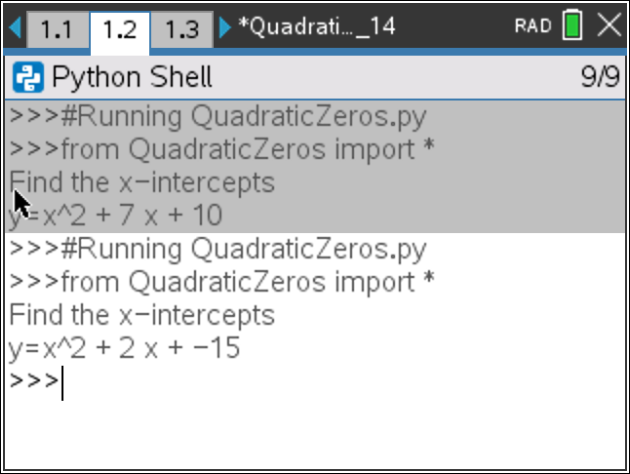 1.1 1.2 1.3 *Quadrati…_14 RAD
Python Shell 9/9
>>>#Running QuadraticZeros.py
>>>from QuadraticZeros import *
Find the x−intercepts
y=x^2 + 7 x + 10
>>>#Running QuadraticZeros.py
>>>from QuadraticZeros import *
Find the x−intercepts
y=x^2 + 2 x + −15
>>>